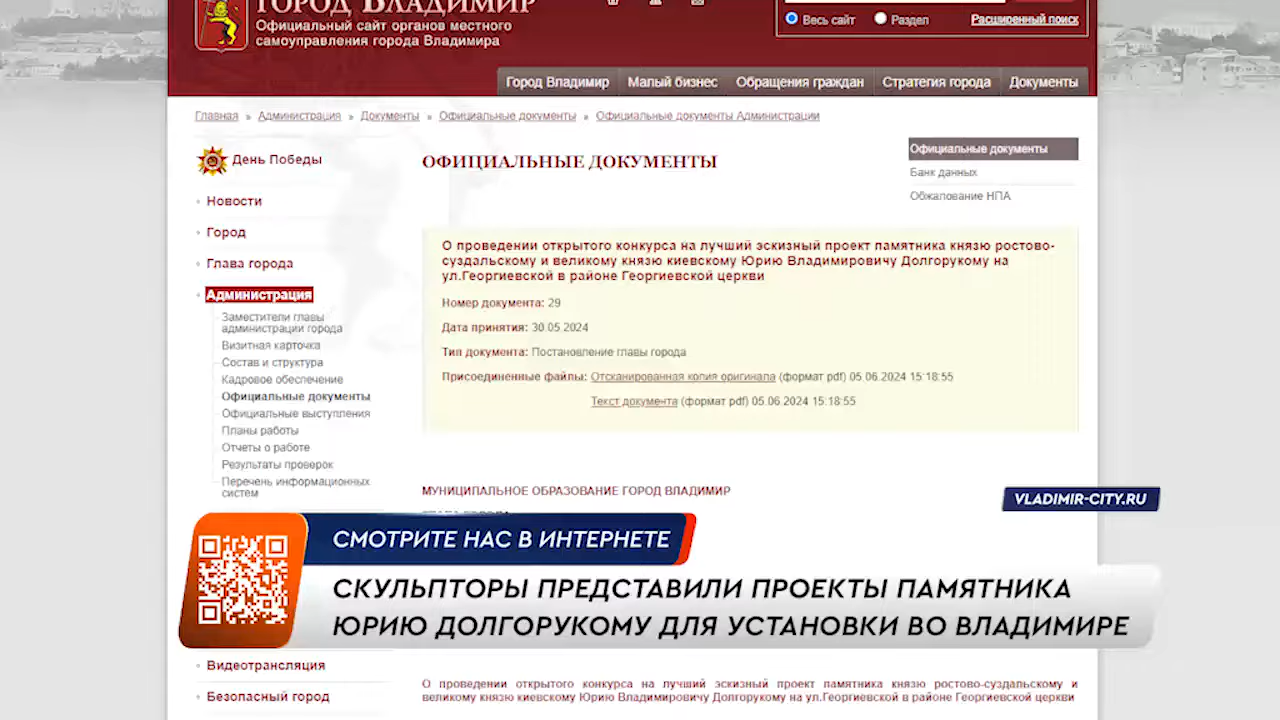 ГОРОД ВЛАДИМИР
Официальный сайт органов местного
самоуправления города Владимира
Весь сайт
Раздел
Расширенный поиск
Город Владимир
Малый бизнес
Обращения граждан
Стратегия города
Документы
Главная » Администрация » Документы » Официальные документы » Официальные документы Администрации
День Победы
Новости
Город
Глава города
Администрация
Заместители главы
администрации города
Визитная карточка
Состав и структура
Кадровое обеспечение
Официальные документы
Официальные выступления
Планы работы
Отчеты о работе
Результаты проверок
Перечень информационных
систем
ОФИЦИАЛЬНЫЕ ДОКУМЕНТЫ
Официальные документы
Банк данных
Обжалование НПА
О проведении открытого конкурса на лучший эскизный проект памятника князю ростово-
суздальскому и великому князю киевскому Юрию Владимировичу Долгорукому на
ул.Георгиевской в районе Георгиевской церкви
Номер документа: 29
Дата принятия: 30.05.2024
Тип документа: Постановление главы города
Присоединенные файлы: Отсканированная копия оригинала (формат pdf) 05.06.2024 15:18:55
Текст документа (формат pdf) 05.06.2024 15:18:55
МУНИЦИПАЛЬНОЕ ОБРАЗОВАНИЕ ГОРОД ВЛАДИМИР
VLADIMIR-CITY.RU
СМОТРИТЕ НАС В ИНТЕРНЕТЕ
СКУЛЬПТОРЫ ПРЕДСТАВИЛИ ПРОЕКТЫ ПАМЯТНИКА
ЮРИЮ ДОЛГОРУКОМУ ДЛЯ УСТАНОВКИ ВО ВЛАДИМИРЕ
Видеотрансляция
Безопасный город
О проведении открытого конкурса на лучший эскизный проект памятника князю ростово-суздальскому и
великому князю киевскому Юрию Владимировичу Долгорукому на ул.Георгиевской в районе Георгиевской церкви